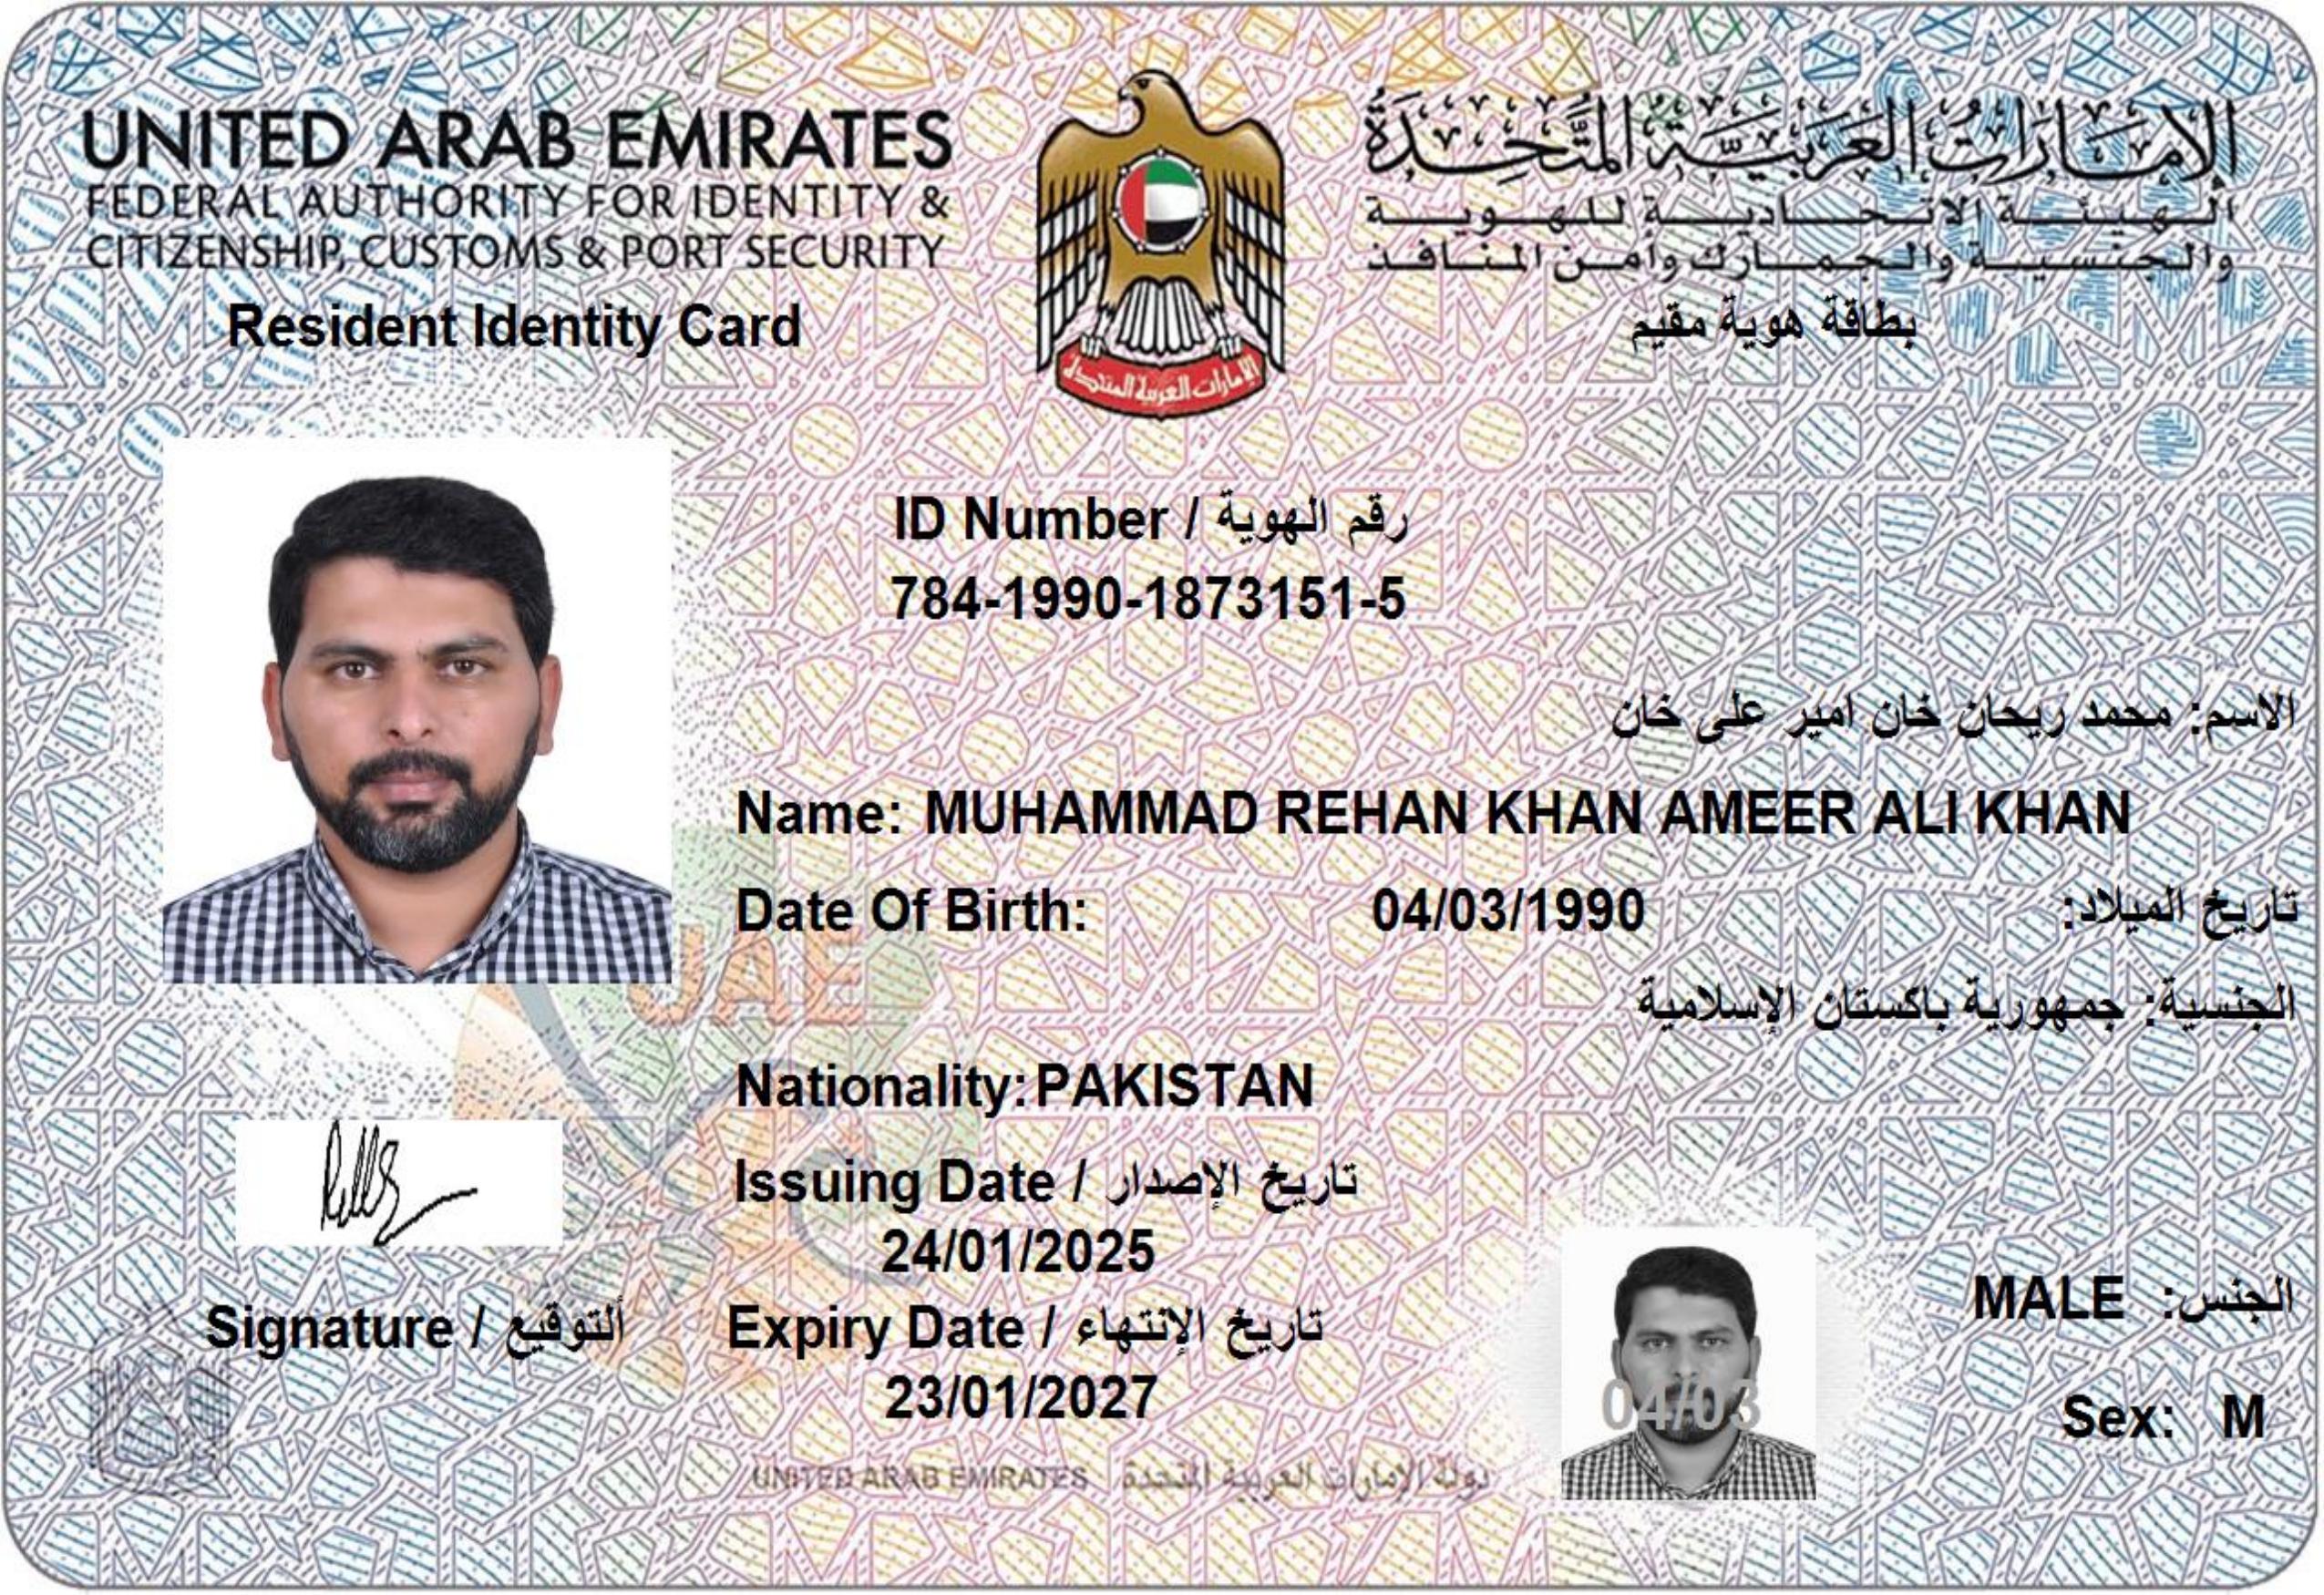 UNITED ARAB EMIRATES
الإمارات العربية المتحدة
FEDERAL AUTHORITY FOR IDENTITY &
CITIZENSHIP, CUSTOMS & PORT SECURITY
الهيئة الاتحادية للهوية
والجنسية والجمارك وأمن المنافذ
Resident Identity Card
بطاقة هوية مقيم
الإمارات العربية المتحدة
ID Number / رقم الهوية
784-1990-1873151-5
الاسم: محمد ريحان خان امير على خان
Name: MUHAMMAD REHAN KHAN AMEER ALI KHAN
Date Of Birth: 04/03/1990 تاريخ الميلاد:
الجنسية: جمهورية باكستان الإسلامية
UAE
Nationality: PAKISTAN
Issuing Date / تاريخ الإصدار
24/01/2025
Signature / ألتوقيع
Expiry Date / تاريخ الإنتهاء
23/01/2027
الجنس: MALE
04/03
Sex: M
UNITED ARAB EMIRATES دولة الإمارات العربية المتحدة